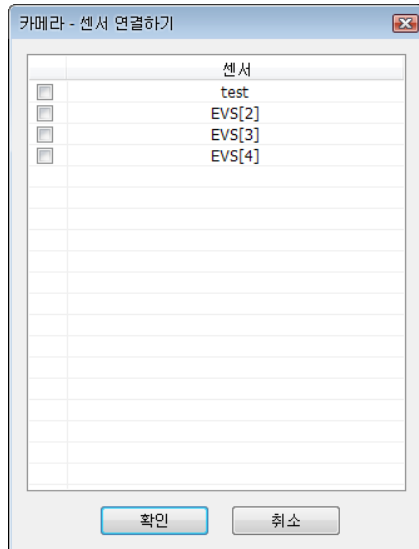 카메라 - 센서 연결하기
센서
test
EVS[2]
EVS[3]
EVS[4]
확인
취소